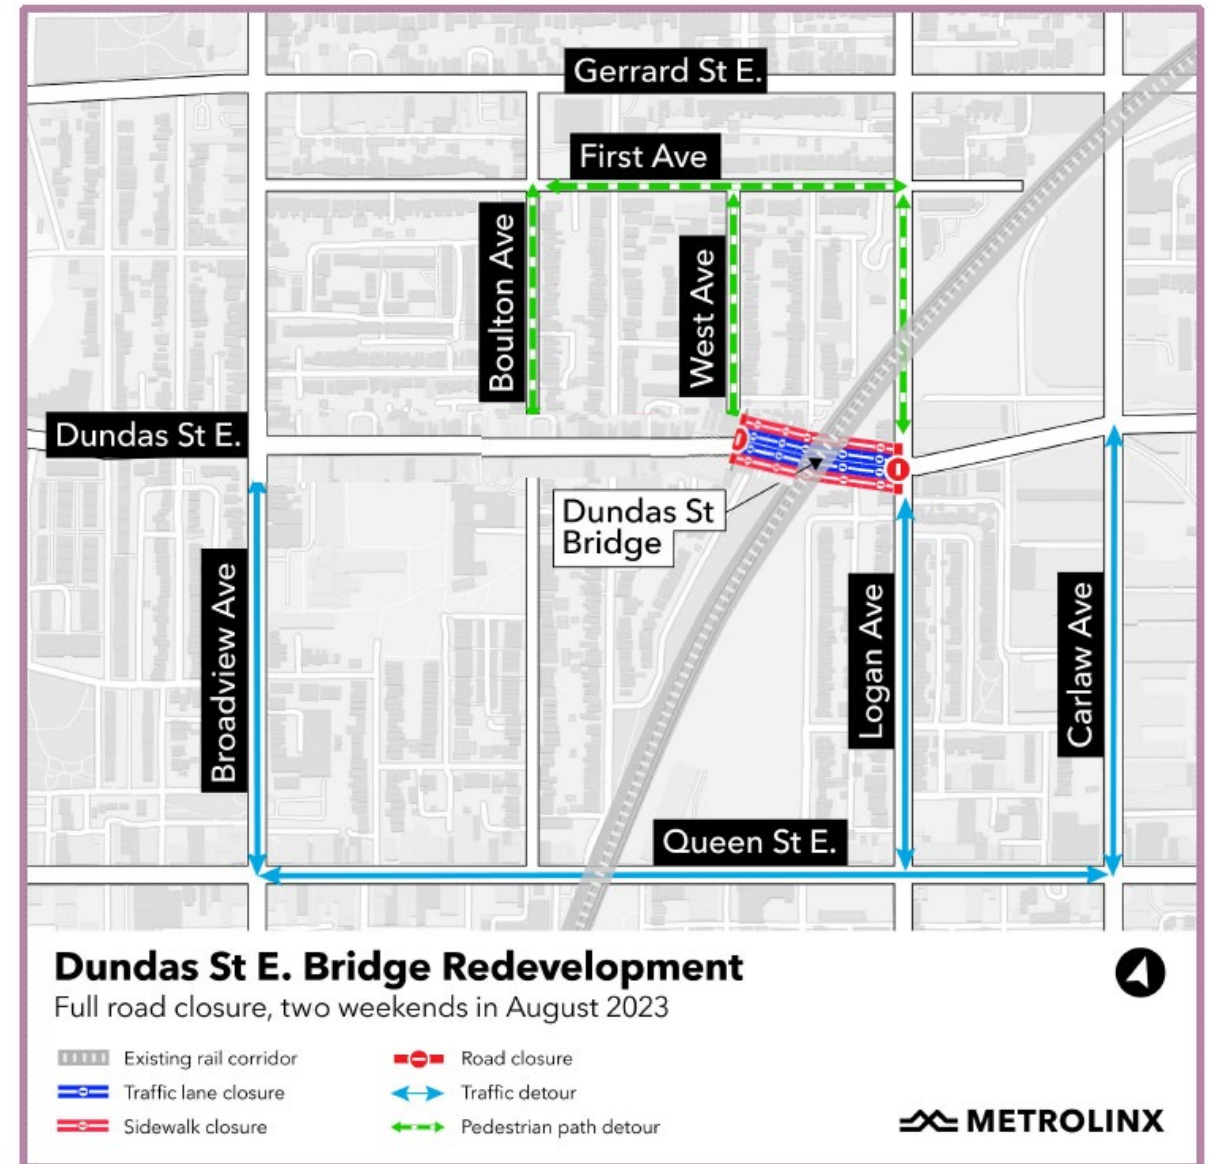 Gerrard St E.
First Ave
Boulton Ave
West Ave
Dundas St E.
Dundas St
Bridge
Broadview Ave
Logan Ave
Carlaw Ave
Queen St E.
Dundas St E. Bridge Redevelopment
Full road closure, two weekends in August 2023
Existing rail corridor
Traffic lane closure
Sidewalk closure
Road closure
Traffic detour
Pedestrian path detour
METROLINX